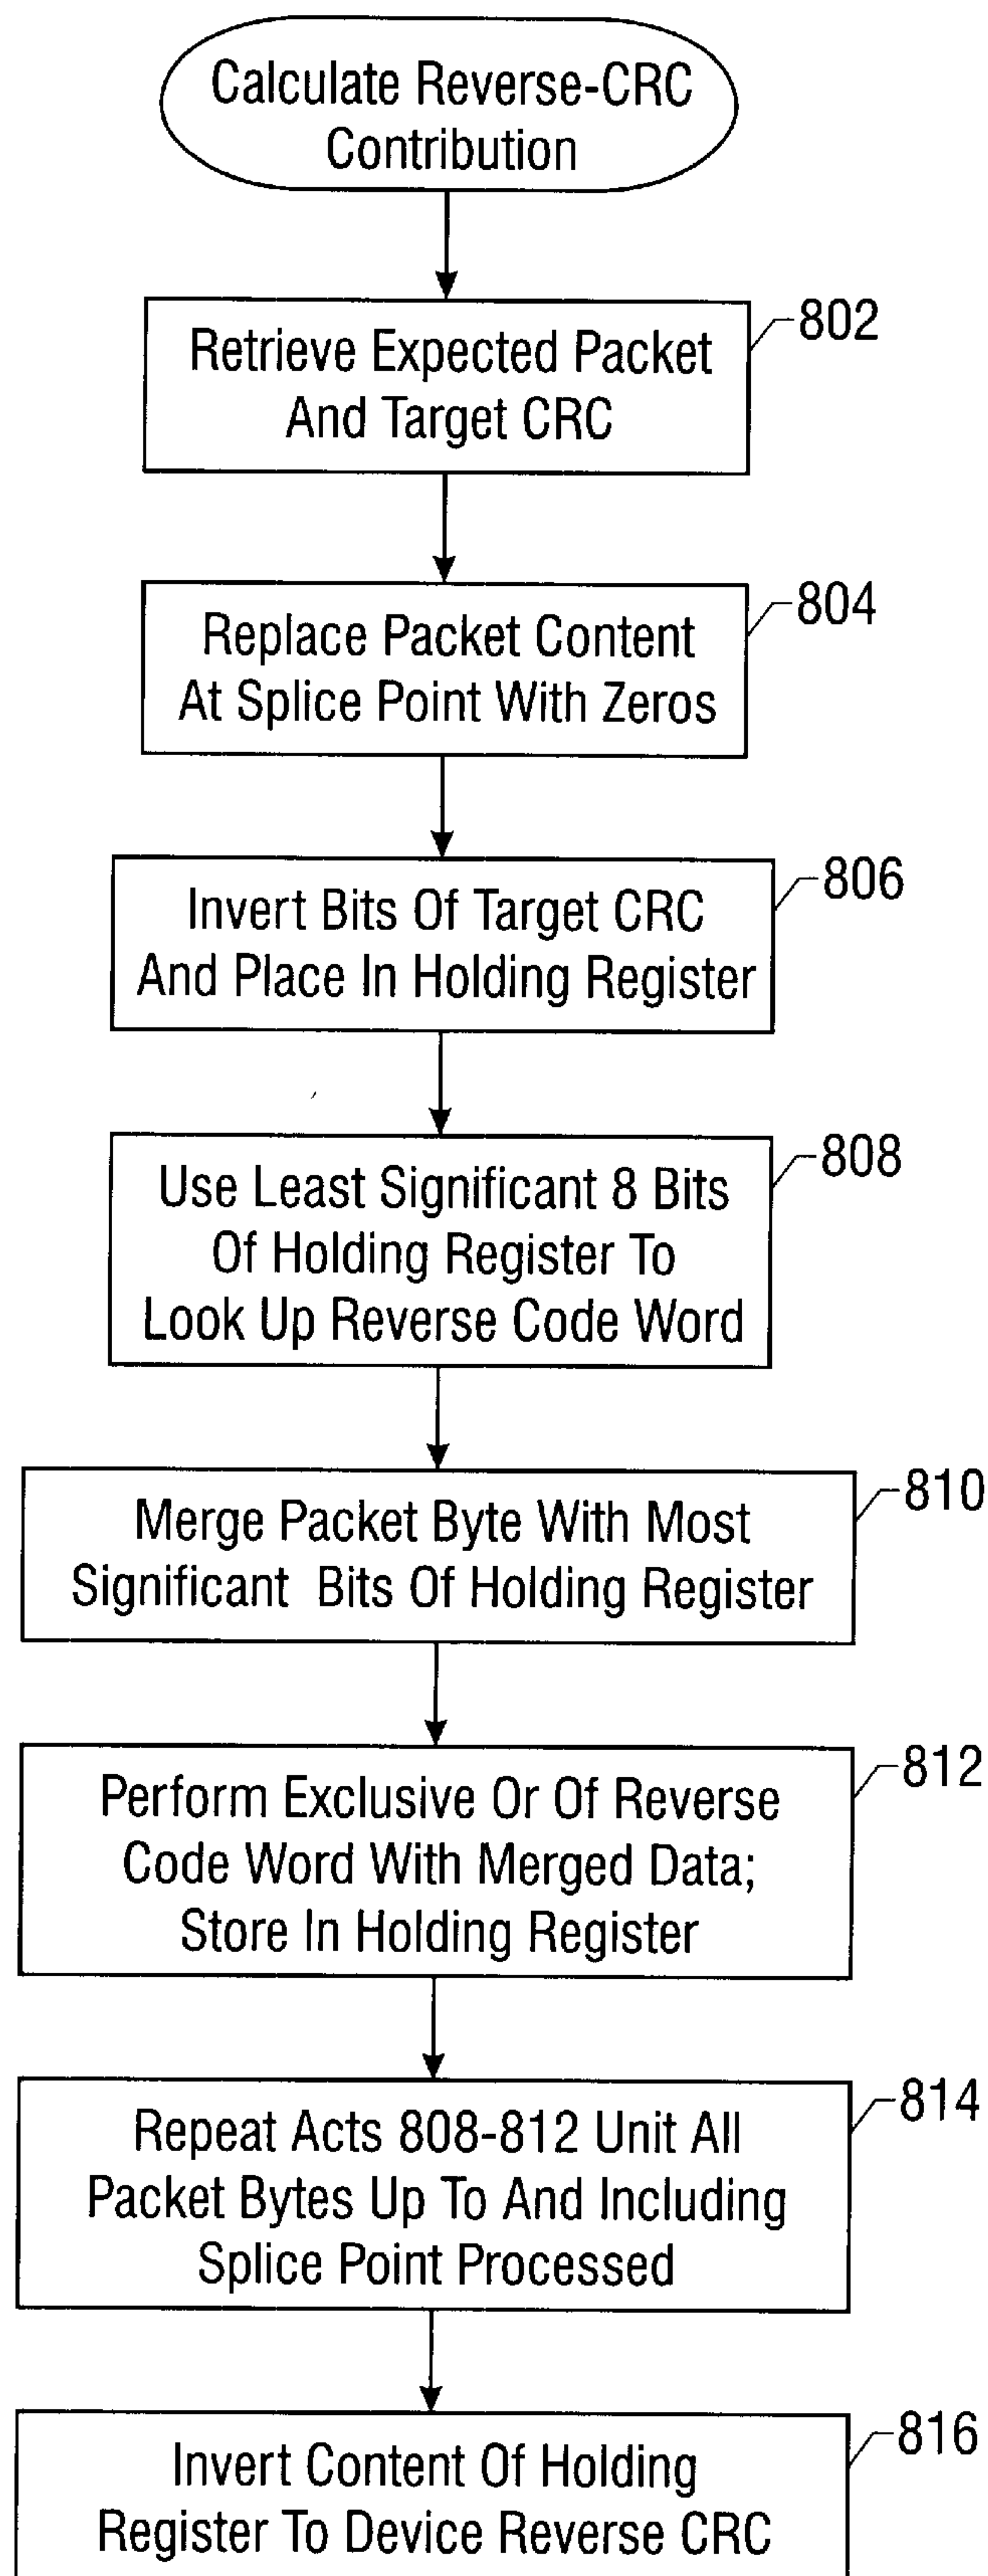 Calculate Reverse-CRC
Contribution
802
Retrieve Expected Packet
And Target CRC
804
Replace Packet Content
At Splice Point With Zeros
806
Invert Bits Of Target CRC
And Place In Holding Register
808
Use Least Significant 8 Bits
Of Holding Register To
Look Up Reverse Code Word
810
Merge Packet Byte With Most
Significant Bits Of Holding Register
812
Perform Exclusive Or Of Reverse
Code Word With Merged Data;
Store In Holding Register
814
Repeat Acts 808-812 Unit All
Packet Bytes Up To And Including
Splice Point Processed
816
Invert Content Of Holding
Register To Device Reverse CRC